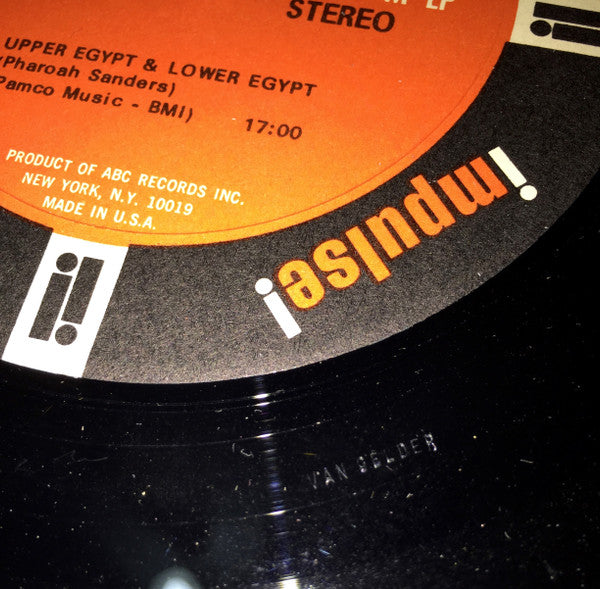 LP
STEREO
UPPER EGYPT & LOWER EGYPT
(Pharoah Sanders)
Pamco Music - BMI)
17:00
PRODUCT OF ABC RECORDS INC.
NEW YORK, N.Y. 10019
MADE IN U.S.A.
impulse!
VAN GELDER